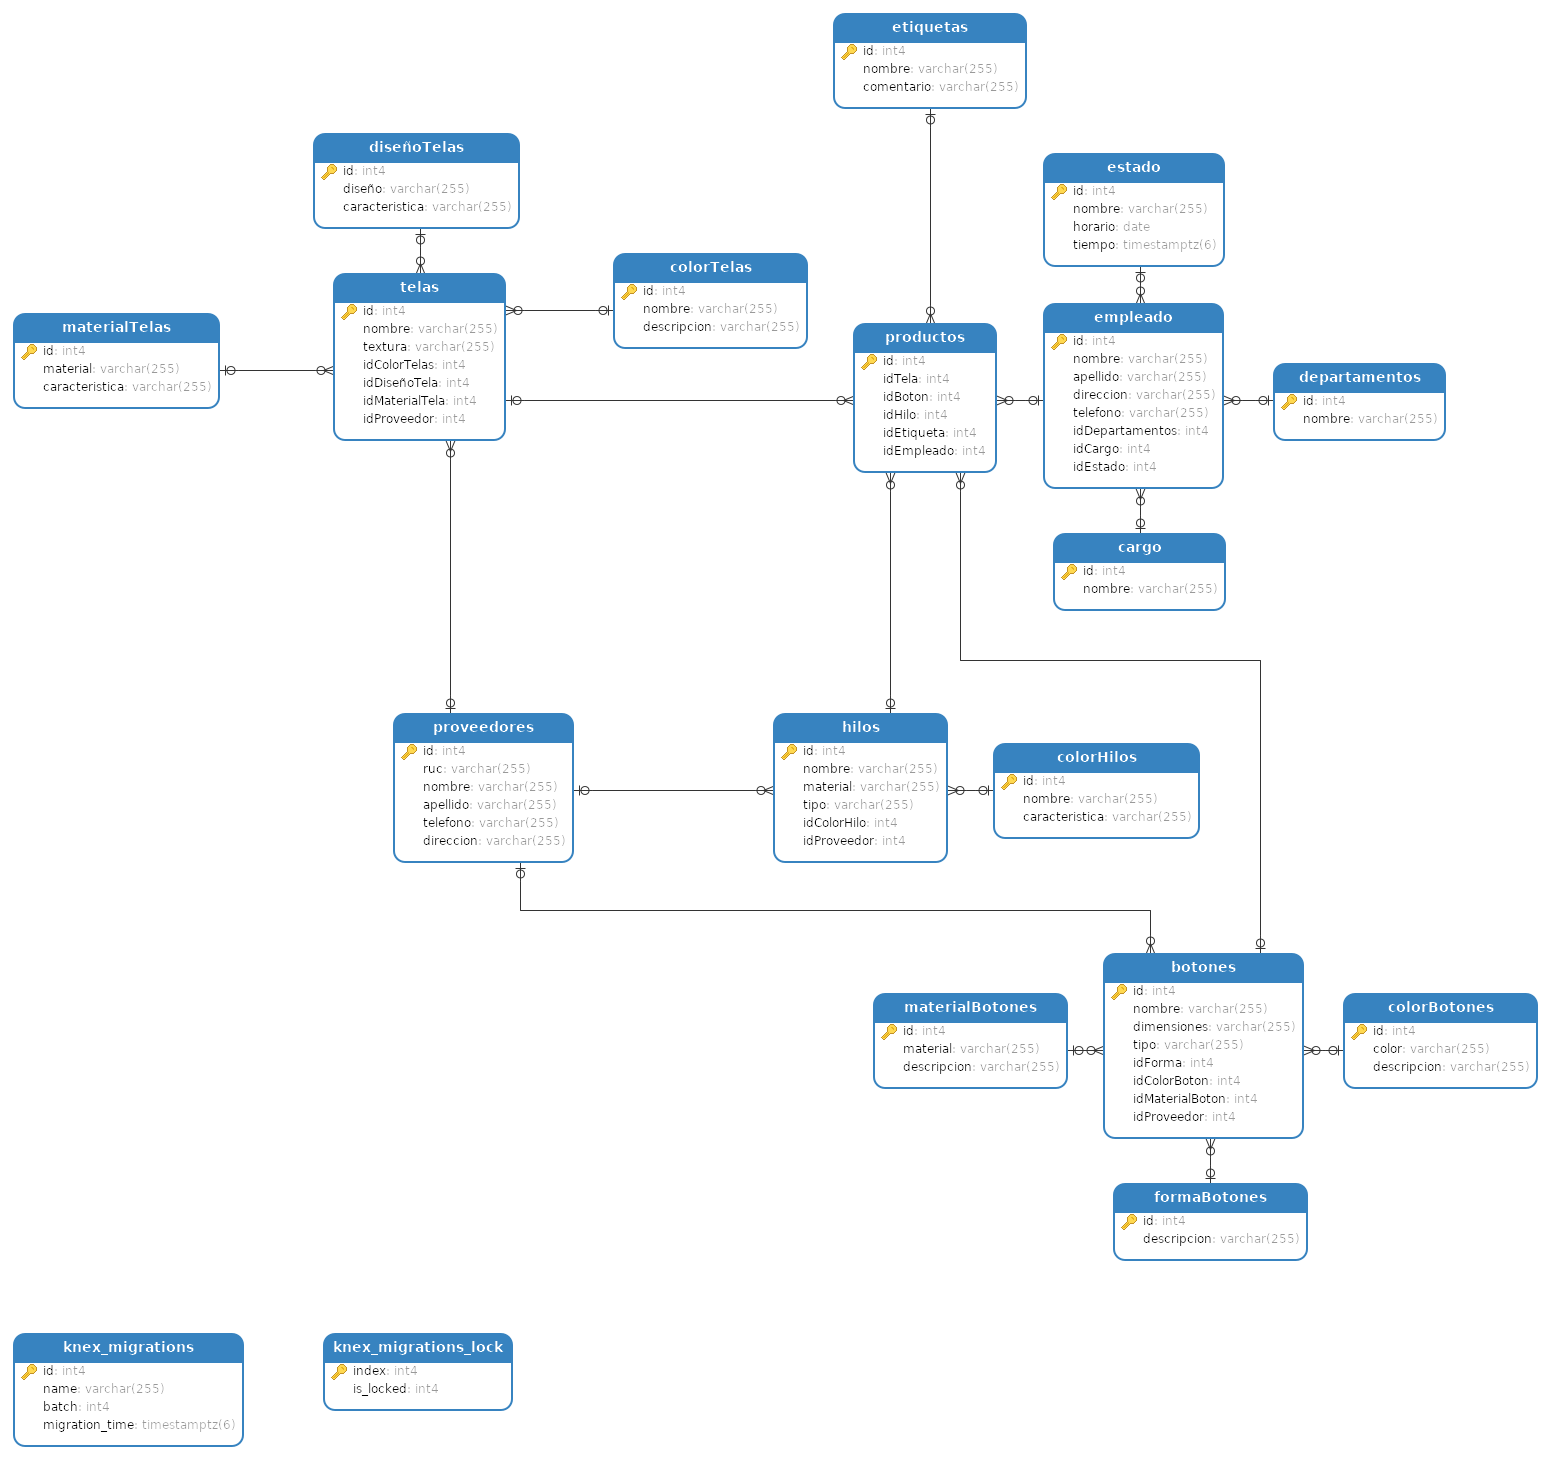 etiquetas
id: int4
nombre: varchar(255)
comentario: varchar(255)
diseñoTelas
id: int4
diseño: varchar(255)
caracteristica: varchar(255)
estado
id: int4
nombre: varchar(255)
horario: date
tiempo: timestamptz(6)
colorTelas
id: int4
nombre: varchar(255)
descripcion: varchar(255)
telas
id: int4
nombre: varchar(255)
textura: varchar(255)
idColorTelas: int4
idDiseñoTela: int4
idMaterialTela: int4
idProveedor: int4
materialTelas
id: int4
material: varchar(255)
caracteristica: varchar(255)
productos
id: int4
idTela: int4
idBoton: int4
idHilo: int4
idEtiqueta: int4
idEmpleado: int4
empleado
id: int4
nombre: varchar(255)
apellido: varchar(255)
direccion: varchar(255)
telefono: varchar(255)
idDepartamentos: int4
idCargo: int4
idEstado: int4
departamentos
id: int4
nombre: varchar(255)
cargo
id: int4
nombre: varchar(255)
proveedores
id: int4
ruc: varchar(255)
nombre: varchar(255)
apellido: varchar(255)
telefono: varchar(255)
direccion: varchar(255)
hilos
id: int4
nombre: varchar(255)
material: varchar(255)
tipo: varchar(255)
idColorHilo: int4
idProveedor: int4
colorHilos
id: int4
nombre: varchar(255)
caracteristica: varchar(255)
botones
id: int4
nombre: varchar(255)
dimensiones: varchar(255)
tipo: varchar(255)
idForma: int4
idColorBoton: int4
idMaterialBoton: int4
idProveedor: int4
materialBotones
id: int4
material: varchar(255)
descripcion: varchar(255)
colorBotones
id: int4
color: varchar(255)
descripcion: varchar(255)
formaBotones
id: int4
descripcion: varchar(255)
knex_migrations
id: int4
name: varchar(255)
batch: int4
migration_time: timestamptz(6)
knex_migrations_lock
index: int4
is_locked: int4